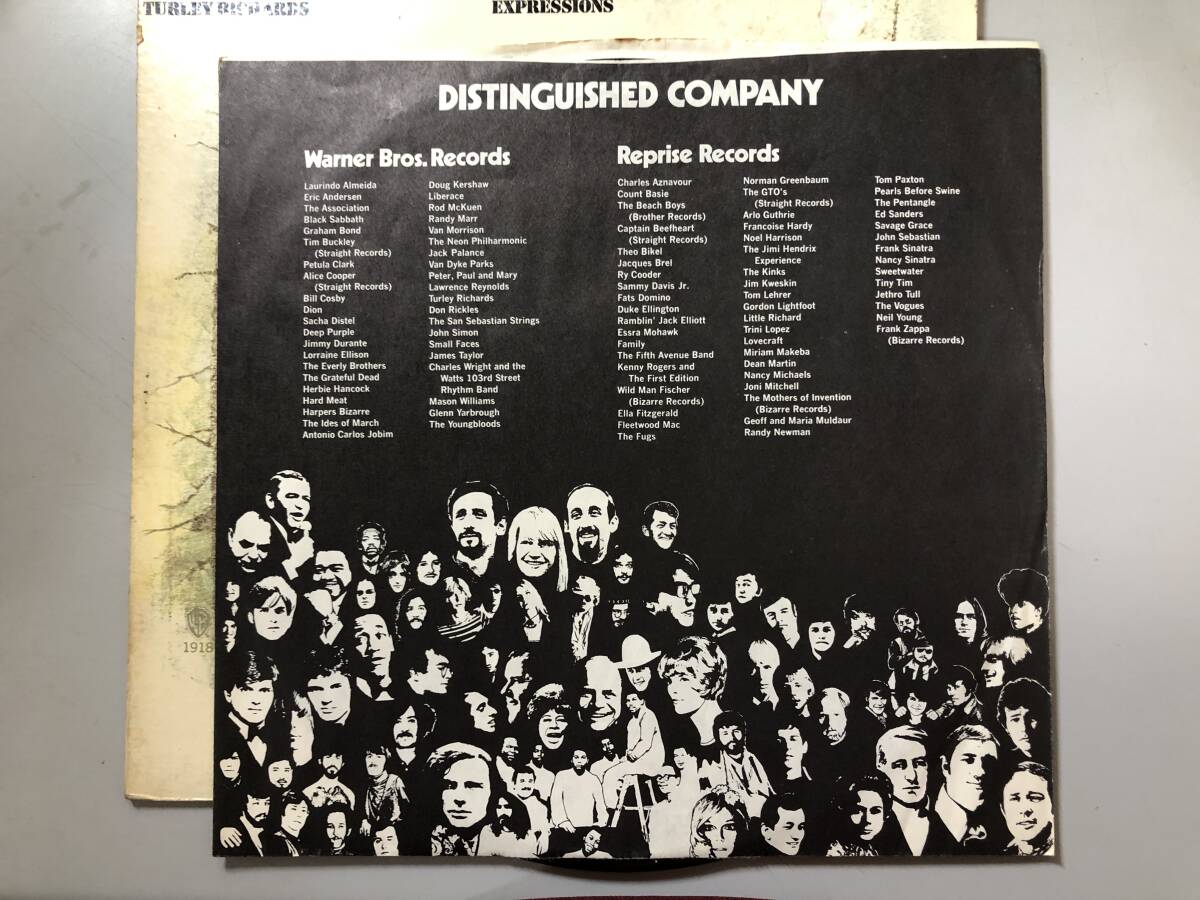 TURLEY RICHARDS
EXPRESSIONS
DISTINGUISHED COMPANY
Warner Bros. Records
Laurindo Almeida
Eric Andersen
The Association
Black Sabbath
Graham Bond
Tim Buckley
(Straight Records)
Petula Clark
Alice Cooper
(Straight Records)
Bill Cosby
Dion
Sacha Distel
Deep Purple
Jimmy Durante
Lorraine Ellison
The Everly Brothers
The Grateful Dead
Herbie Hancock
Hard Meat
Harpers Bizarre
The Ides of March
Antonio Carlos Jobim
Doug Kershaw
Liberace
Rod McKuen
Randy Marr
Van Morrison
The Neon Philharmonic
Jack Palance
Van Dyke Parks
Peter, Paul and Mary
Lawrence Reynolds
Turley Richards
Don Rickles
The San Sebastian Strings
John Simon
Small Faces
James Taylor
Charles Wright and the
Watts 103rd Street
Rhythm Band
Mason Williams
Glenn Yarbrough
The Youngbloods
Reprise Records
Charles Aznavour
Count Basie
The Beach Boys
(Brother Records)
Captain Beefheart
(Straight Records)
Theo Bikel
Jacques Brel
Ry Cooder
Sammy Davis Jr.
Fats Domino
Duke Ellington
Ramblin' Jack Elliott
Essra Mohawk
Family
The Fifth Avenue Band
Kenny Rogers and
The First Edition
Wild Man Fischer
(Bizarre Records)
Ella Fitzgerald
Fleetwood Mac
The Fugs
Norman Greenbaum
The GTO's
(Straight Records)
Arlo Guthrie
Francoise Hardy
Noel Harrison
The Jimi Hendrix
Experience
The Kinks
Jim Kweskin
Tom Lehrer
Gordon Lightfoot
Little Richard
Trini Lopez
Lovecraft
Miriam Makeba
Dean Martin
Nancy Michaels
Joni Mitchell
The Mothers of Invention
(Bizarre Records)
Geoff and Maria Muldaur
Randy Newman
Tom Paxton
Pearls Before Swine
The Pentangle
Ed Sanders
Savage Grace
John Sebastian
Frank Sinatra
Nancy Sinatra
Sweetwater
Tiny Tim
Jethro Tull
The Vogues
Neil Young
Frank Zappa
(Bizarre Records)
1918